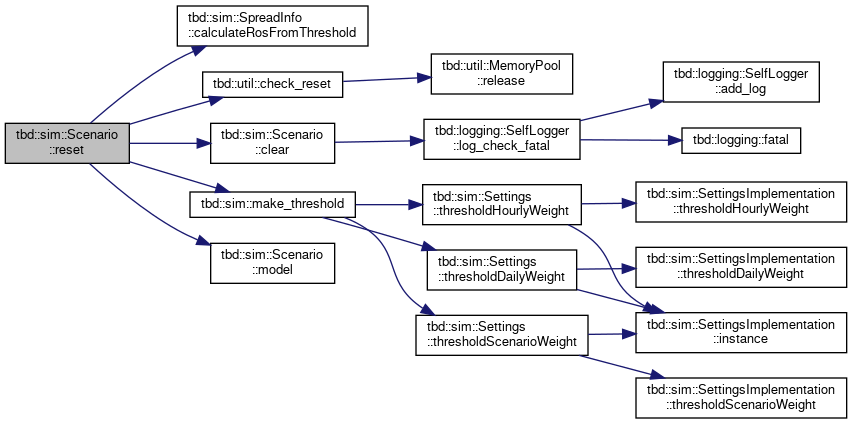 tbd::sim::Scenario
::reset
tbd::sim::SpreadInfo
::calculateRosFromThreshold
tbd::util::check_reset
tbd::sim::Scenario
::clear
tbd::sim::make_threshold
tbd::sim::Scenario
::model
tbd::util::MemoryPool
::release
tbd::logging::SelfLogger
::log_check_fatal
tbd::sim::Settings
::thresholdHourlyWeight
tbd::sim::Settings
::thresholdDailyWeight
tbd::sim::Settings
::thresholdScenarioWeight
tbd::logging::SelfLogger
::add_log
tbd::logging::fatal
tbd::sim::SettingsImplementation
::thresholdHourlyWeight
tbd::sim::SettingsImplementation
::thresholdDailyWeight
tbd::sim::SettingsImplementation
::instance
tbd::sim::SettingsImplementation
::thresholdScenarioWeight